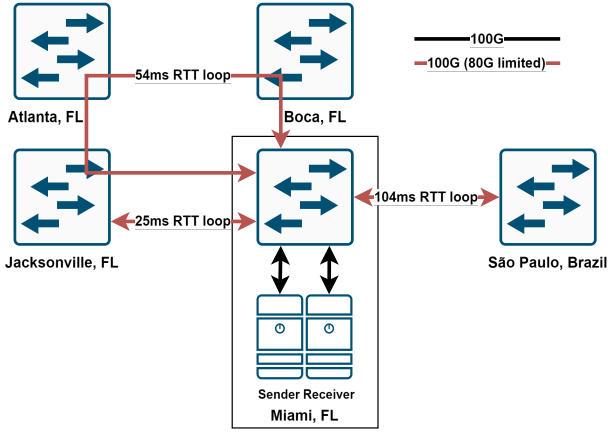 100G
100G (80G limited)
54ms RTT loop
Atlanta, FL
Boca, FL
104ms RTT loop
25ms RTT loop
Jacksonville, FL
São Paulo, Brazil
Sender Receiver
Miami, FL